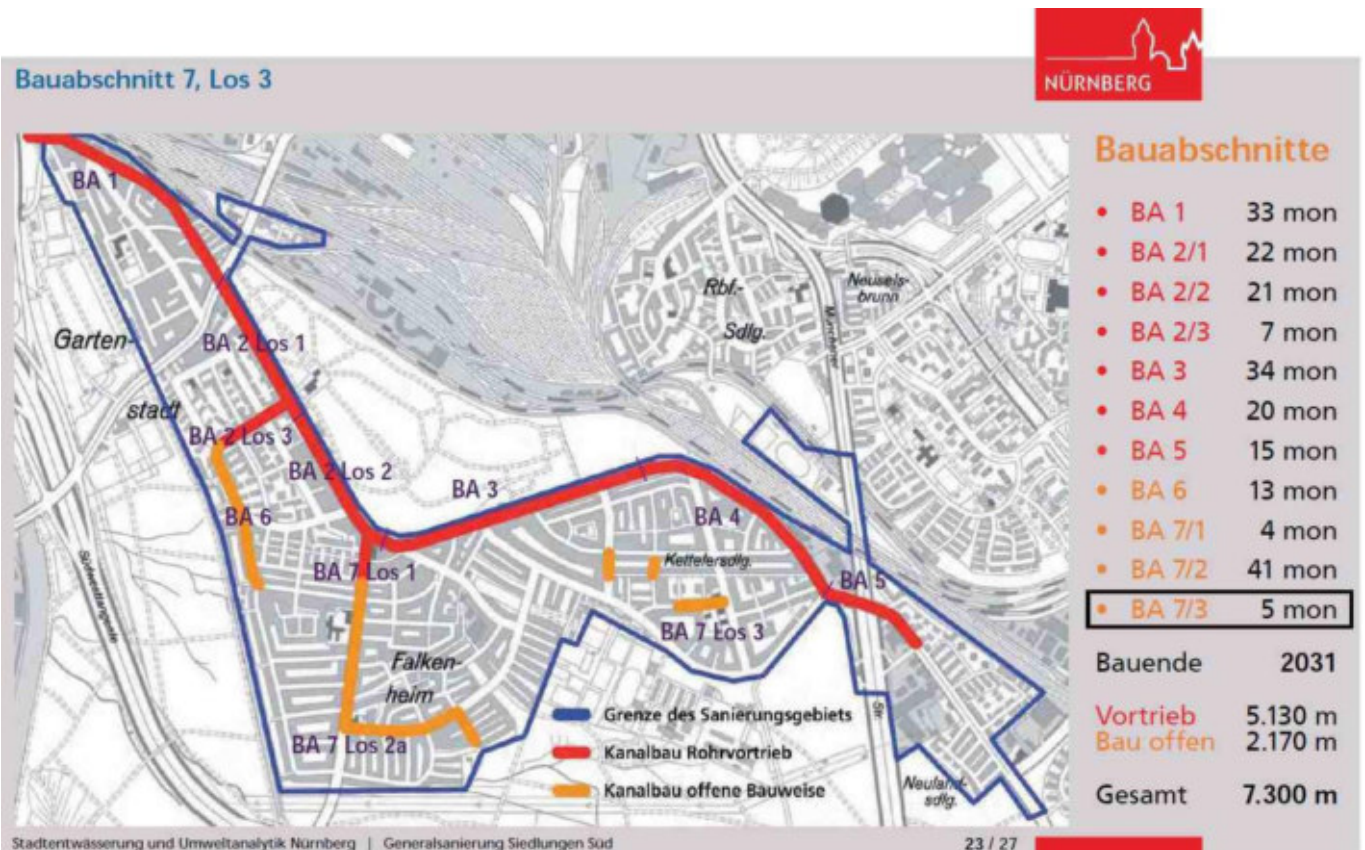 NÜRNBERG
Bauabschnitt 7, Los 3
BA 1
Garten-
stadt
BA 2 Los 1
BA 2 Los 3
BA 2 Los 2
BA 6
BA 3
BA 7 Los 1
BA 4
Kettelersdlg.
BA 5
BA 7 Los 3
Falken-
heim
BA 7 Los 2a
Rbf.-
Sdlg.
Neusels-
brunn
Münchener
Str.
Südwesttangente
Neuland-
sdlg.
Grenze des Sanierungsgebiets
Kanalbau Rohrvortrieb
Kanalbau offene Bauweise
Bauabschnitte
• BA 1 33 mon
• BA 2/1 22 mon
• BA 2/2 21 mon
• BA 2/3 7 mon
• BA 3 34 mon
• BA 4 20 mon
• BA 5 15 mon
• BA 6 13 mon
• BA 7/1 4 mon
• BA 7/2 41 mon
• BA 7/3 5 mon
Bauende 2031
Vortrieb 5.130 m
Bau offen 2.170 m
Gesamt 7.300 m
Stadtentwässerung und Umweltanalytik Nürnberg | Generalsanierung Siedlungen Süd
23 / 27